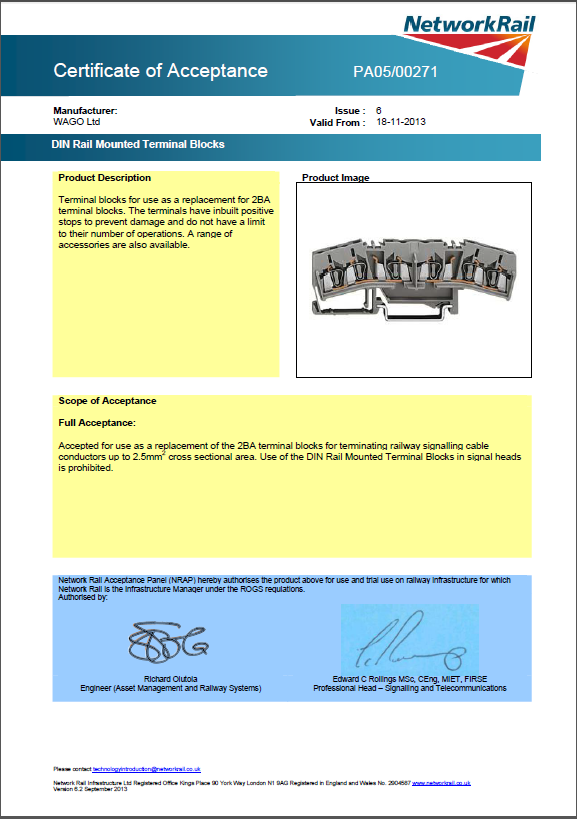 NetworkRail
Certificate of Acceptance
PA05/00271
Manufacturer:
WAGO Ltd
Issue : 6
Valid From : 18-11-2013
DIN Rail Mounted Terminal Blocks
Product Description
Terminal blocks for use as a replacement for 2BA
terminal blocks. The terminals have inbuilt positive
stops to prevent damage and do not have a limit
to their number of operations. A range of
accessories are also available.
Product Image
Scope of Acceptance
Full Acceptance:
Accepted for use as a replacement of the 2BA terminal blocks for terminating railway signalling cable
conductors up to 2.5mm² cross sectional area. Use of the DIN Rail Mounted Terminal Blocks in signal heads
is prohibited.
Network Rail Acceptance Panel (NRAP) hereby authorises the product above for use and trial use on railway infrastructure for which
Network Rail is the Infrastructure Manager under the ROGS regulations.
Authorised by:
Richard Olutola
Engineer (Asset Management and Railway Systems)
Edward C Rollings MSc, CEng, MIET, FIRSE
Professional Head – Signalling and Telecommunications
Please contact technologyintroduction@networkrail.co.uk
Network Rail Infrastructure Ltd Registered Office Kings Place 90 York Way London N1 9AG Registered in England and Wales No. 2904587 www.networkrail.co.uk
Version 6.2 September 2013